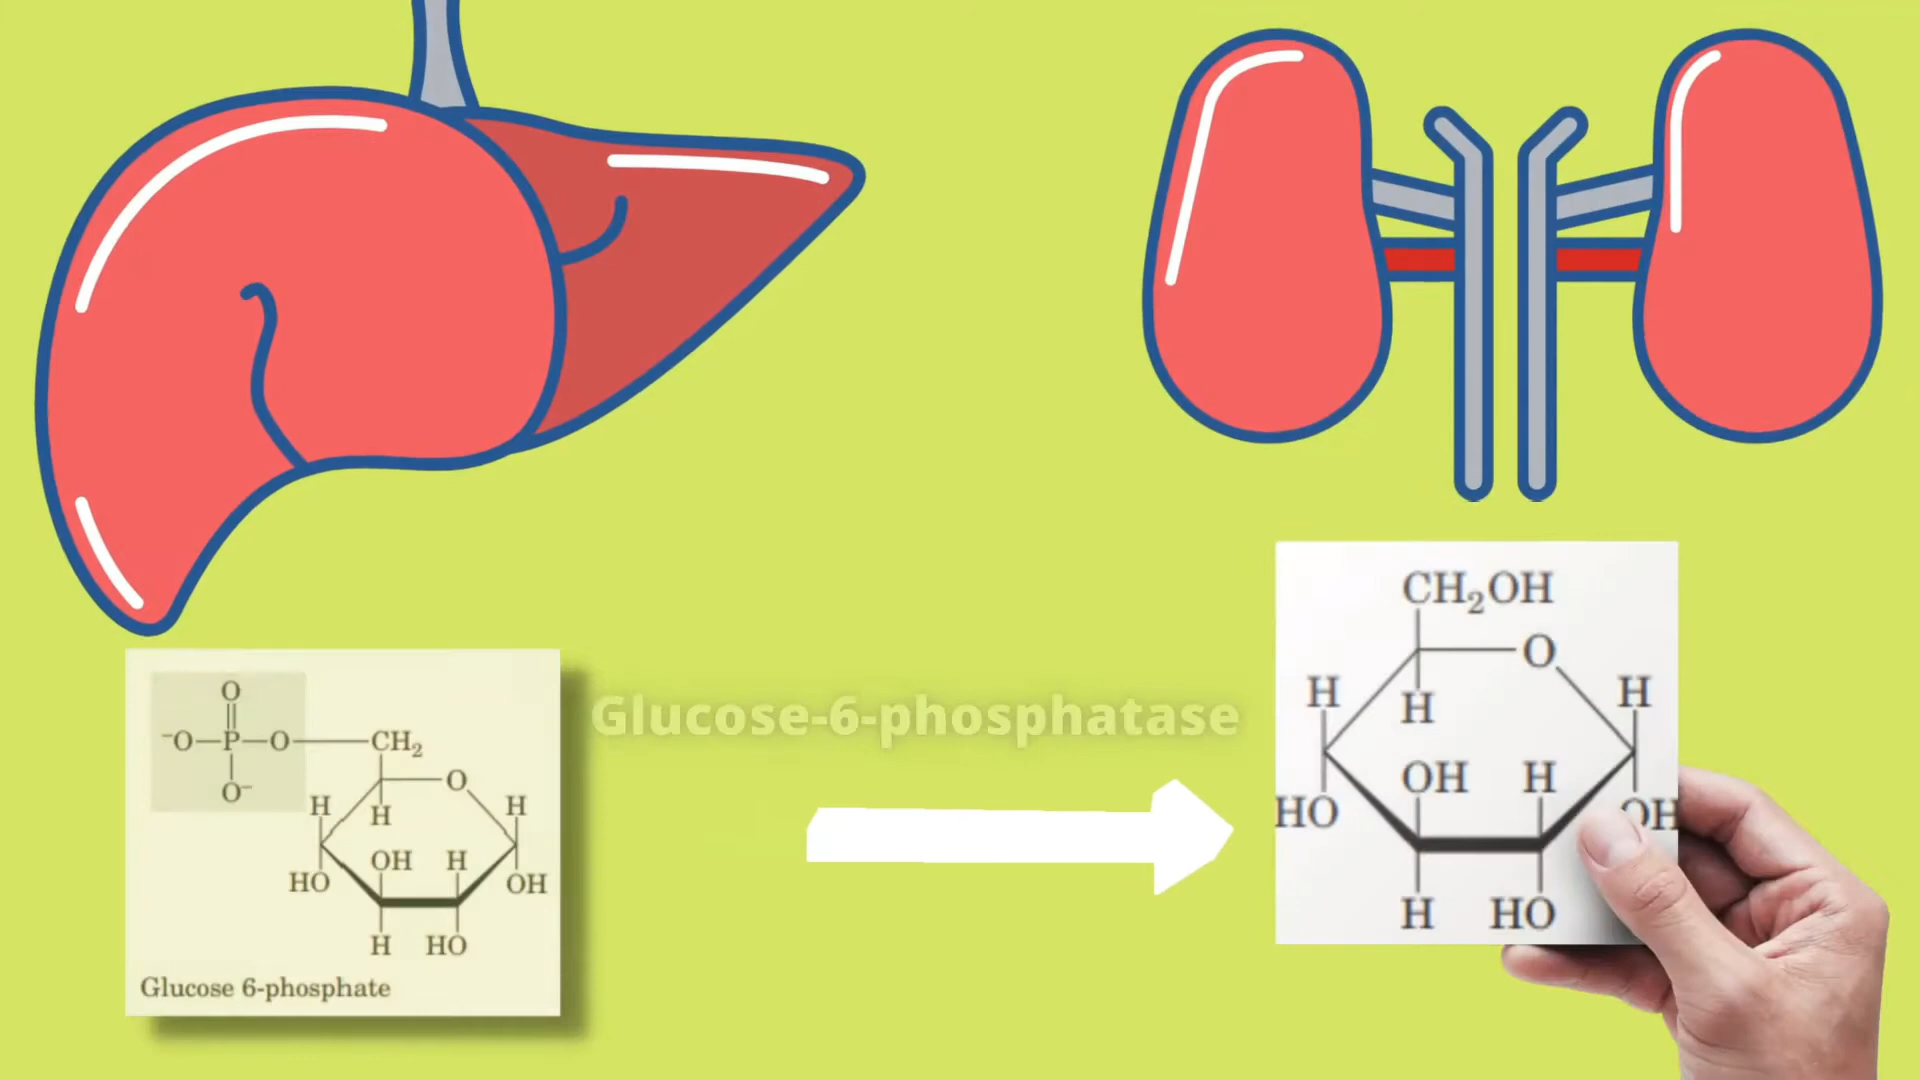 Glucose-6-phosphatase
O
⁻O—P—O—CH₂
O⁻
O
H H H
OH H
HO OH
H HO
Glucose 6-phosphate
CH₂OH
O
H H H
OH H
HO OH
H HO